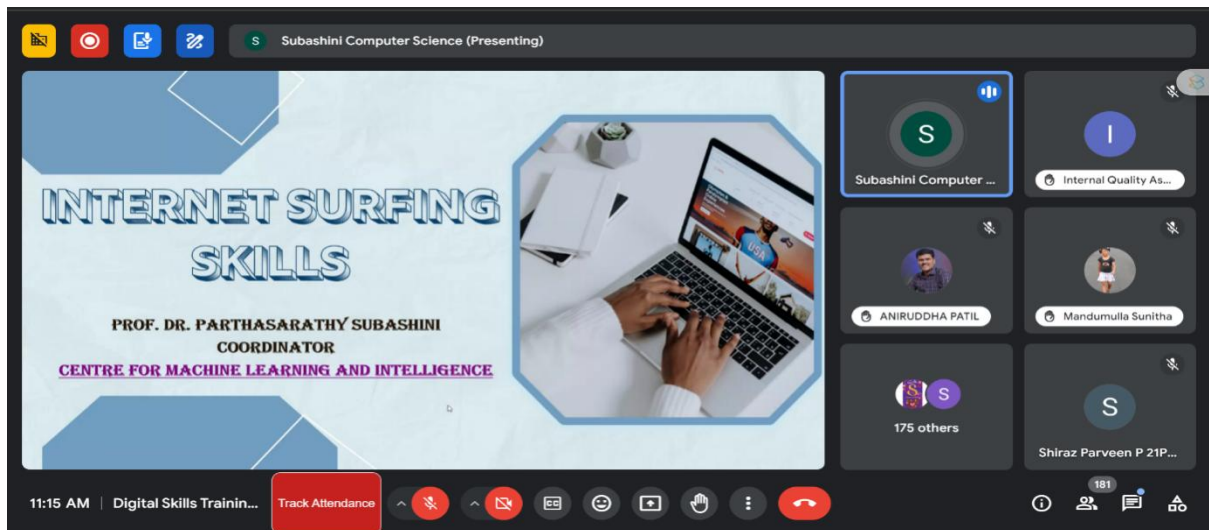 S Subashini Computer Science (Presenting)
INTERNET SURFING
SKILLS
PROF. DR. PARTHASARATHY SUBASHINI
COORDINATOR
CENTRE FOR MACHINE LEARNING AND INTELLIGENCE
USA
S
Subashini Computer ...
I
Internal Quality As...
ANIRUDDHA PATIL
Mandumulla Sunitha
S
175 others
S
Shiraz Parveen P 21P...
11:15 AM | Digital Skills Trainin...
Track Attendance
CC
181